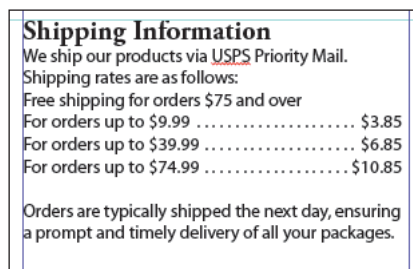 Shipping Information
We ship our products via USPS Priority Mail.
Shipping rates are as follows:
Free shipping for orders $75 and over
For orders up to $9.99 ...................... $3.85
For orders up to $39.99 ..................... $6.85
For orders up to $74.99 .................... $10.85
Orders are typically shipped the next day, ensuring
a prompt and timely delivery of all your packages.